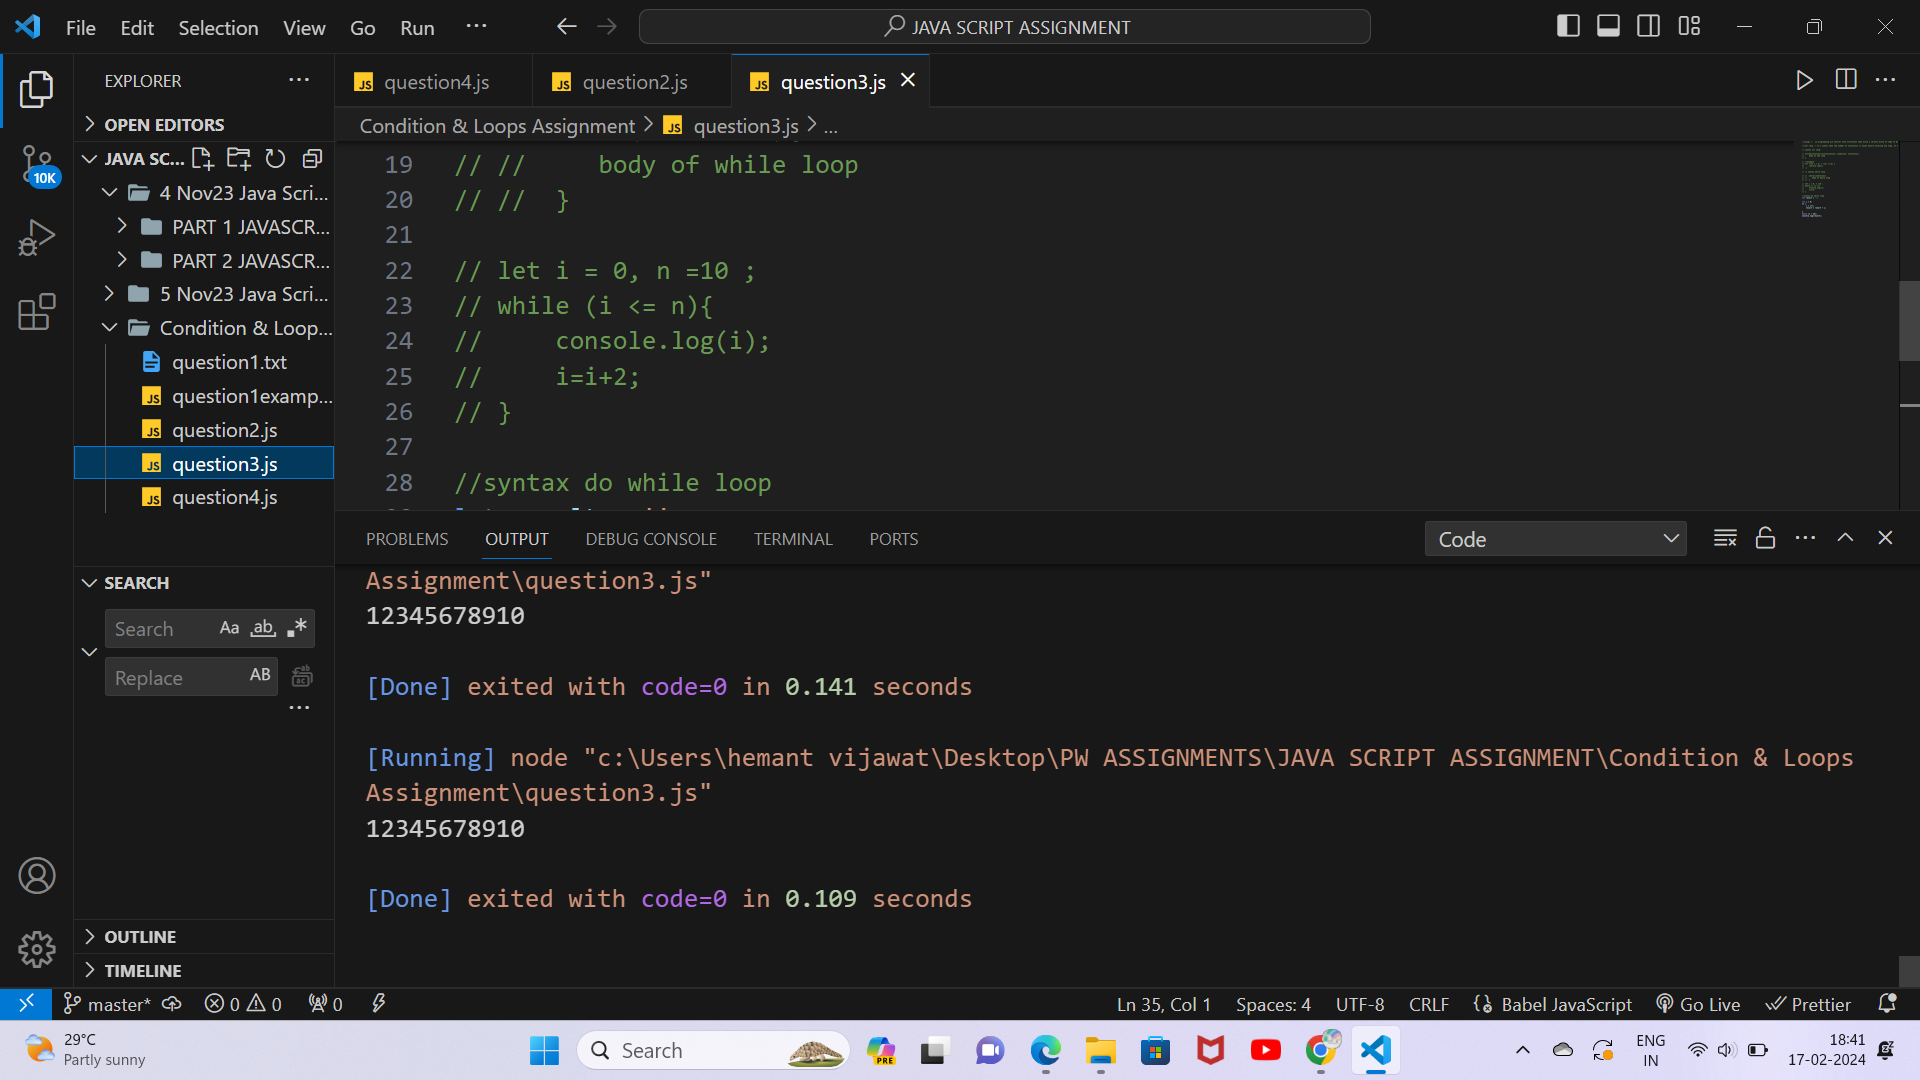 File Edit Selection View Go Run ... JAVA SCRIPT ASSIGNMENT
EXPLORER
OPEN EDITORS
JAVA SC...
10K
4 Nov23 Java Scri...
PART 1 JAVASCR...
PART 2 JAVASCR...
5 Nov23 Java Scri...
Condition & Loop...
question1.txt
JS question1examp...
JS question2.js
JS question3.js
JS question4.js
SEARCH
Search Aa ab
Replace AB
OUTLINE
TIMELINE
JS question4.js JS question2.js JS question3.js
Condition & Loops Assignment > JS question3.js > ...
19 // //     body of while loop
20 // //  }
21
22 // let i = 0, n =10 ;
23 // while (i <= n){
24 //     console.log(i);
25 //     i=i+2;
26 // }
27
28 //syntax do while loop
PROBLEMS OUTPUT DEBUG CONSOLE TERMINAL PORTS Code
Assignment\question3.js"
12345678910
[Done] exited with code=0 in 0.141 seconds
[Running] node "c:\Users\hemant vijawat\Desktop\PW ASSIGNMENTS\JAVA SCRIPT ASSIGNMENT\Condition & Loops
Assignment\question3.js"
12345678910
[Done] exited with code=0 in 0.109 seconds
master* 0 0 0 Ln 35, Col 1 Spaces: 4 UTF-8 CRLF Babel JavaScript Go Live Prettier
29°C
Partly sunny
Search
PRE
ENG
IN
18:41
17-02-2024